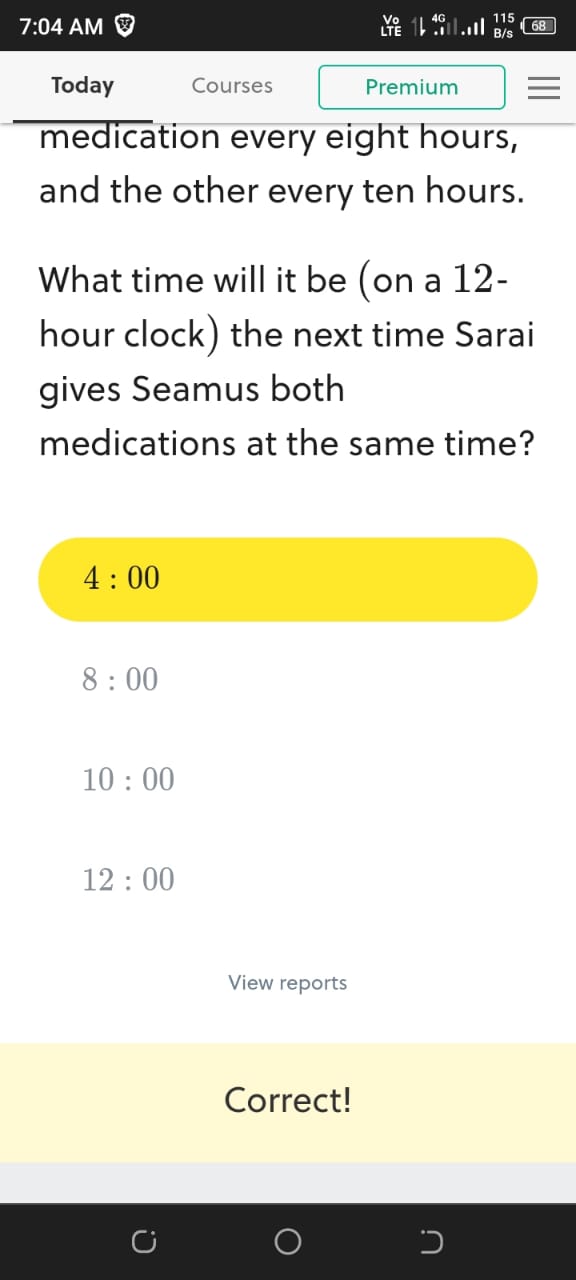 7:04 AM Vo LTE 4G 115 B/s 68
Today Courses Premium
medication every eight hours,
and the other every ten hours.
What time will it be (on a 12-
hour clock) the next time Sarai
gives Seamus both
medications at the same time?
4 : 00
8 : 00
10 : 00
12 : 00
View reports
Correct!